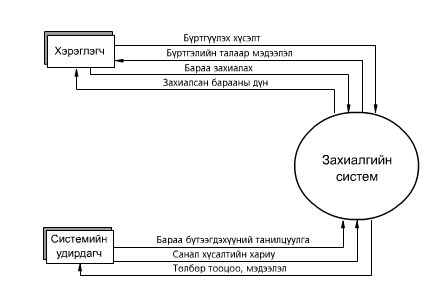 Бүртгүүлэх хүсэлт
Хэрэглэгч
Бүртгэлийн талаар мэдээлэл
Бараа захиалах
Захиалсан барааны дүн
Захиалгийн
систем
Системийн
удирдагч
Бараа бүтээгдэхүүний танилцуулга
Санал хүсалтийн хариу
Төлбөр тооцоо, мэдээлэл